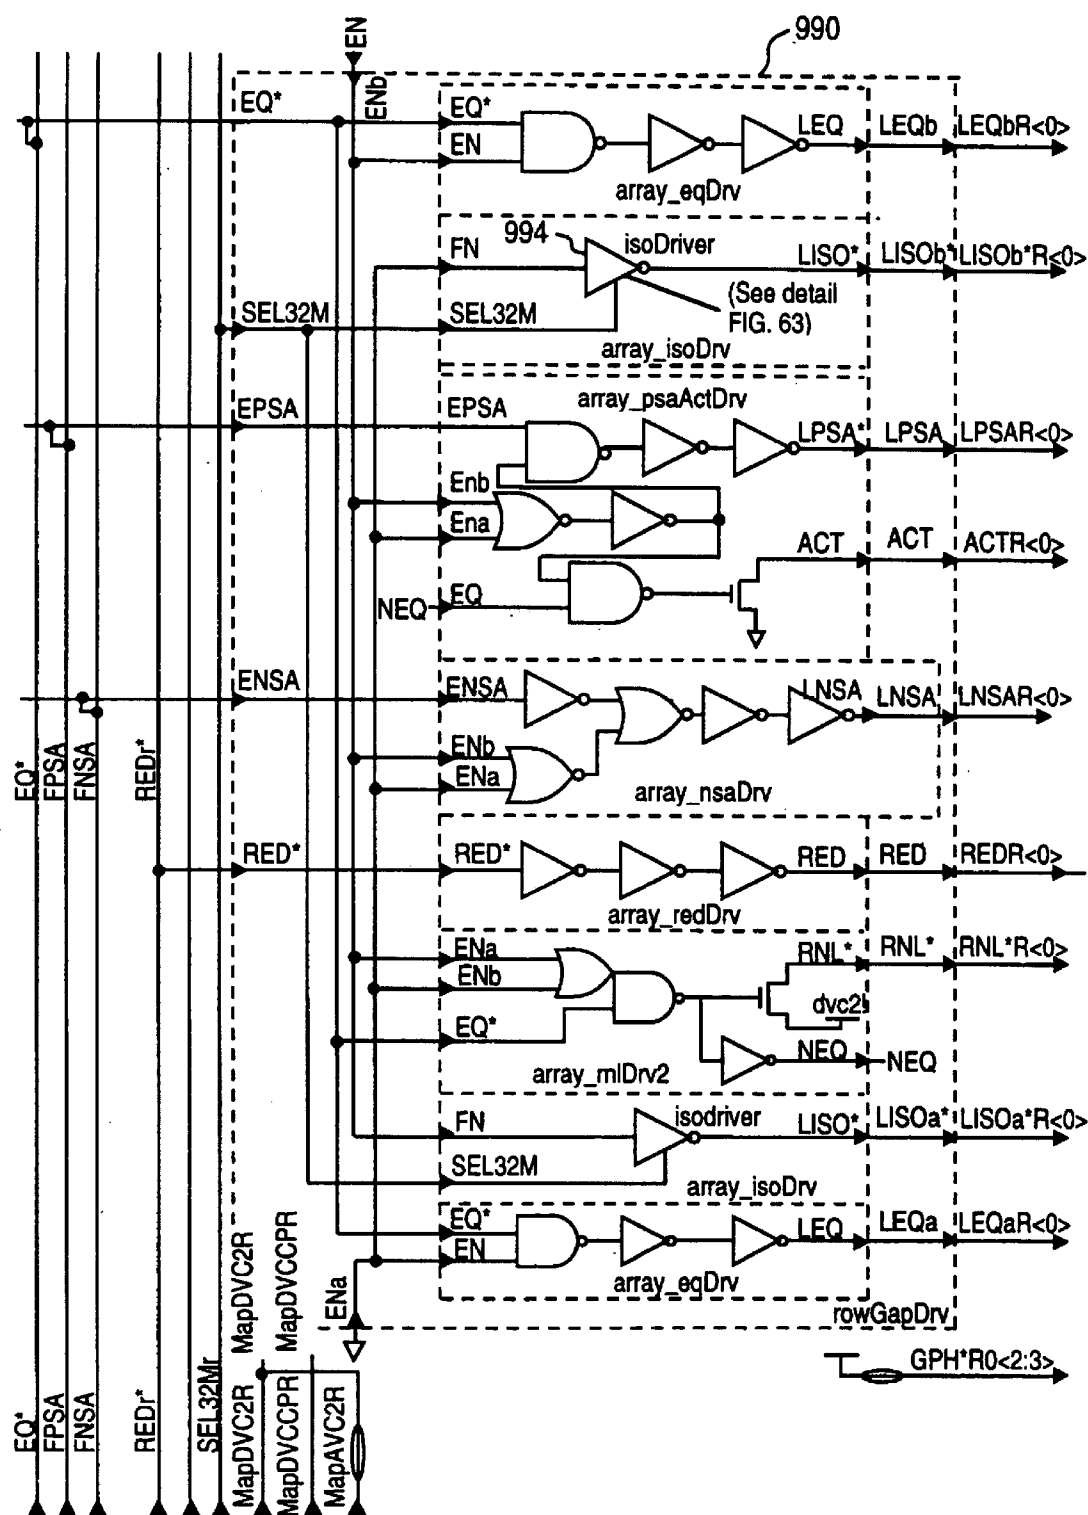 990
EN
ENb
EQ*
EQ*
EN
LEQ
LEQb
LEQbR<0>
array_eqDrv
994
isoDriver
FN
LISO*
LISOb*
LISOb*R<0>
(See detail
FIG. 63)
SEL32M
SEL32M
array_isoDrv
EPSA
EPSA
array_psaActDrv
LPSA*
LPSA
LPSAR<0>
Enb
Ena
ACT
ACT
ACTR<0>
NEQ
EQ
ENSA
ENSA
LNSA
LNSA
LNSAR<0>
ENb
ENa
array_nsaDrv
EQ*
FPSA
FNSA
REDr*
RED*
RED*
RED
RED
REDR<0>
array_redDrv
ENa
ENb
RNL*
RNL*
RNL*R<0>
dvc2
EQ*
NEQ
NEQ
array_mlDrv2
FN
isodriver
LISO*
LISOa*
LISOa*R<0>
SEL32M
array_isoDrv
EQ*
EN
LEQ
LEQa
LEQaR<0>
array_eqDrv
MapDVC2R
MapDVCCPR
ENa
rowGapDrv
GPH*R0<2:3>
EQ*
FPSA
FNSA
REDr*
SEL32Mr
MapDVC2R
MapDVCCPR
MapAVC2R